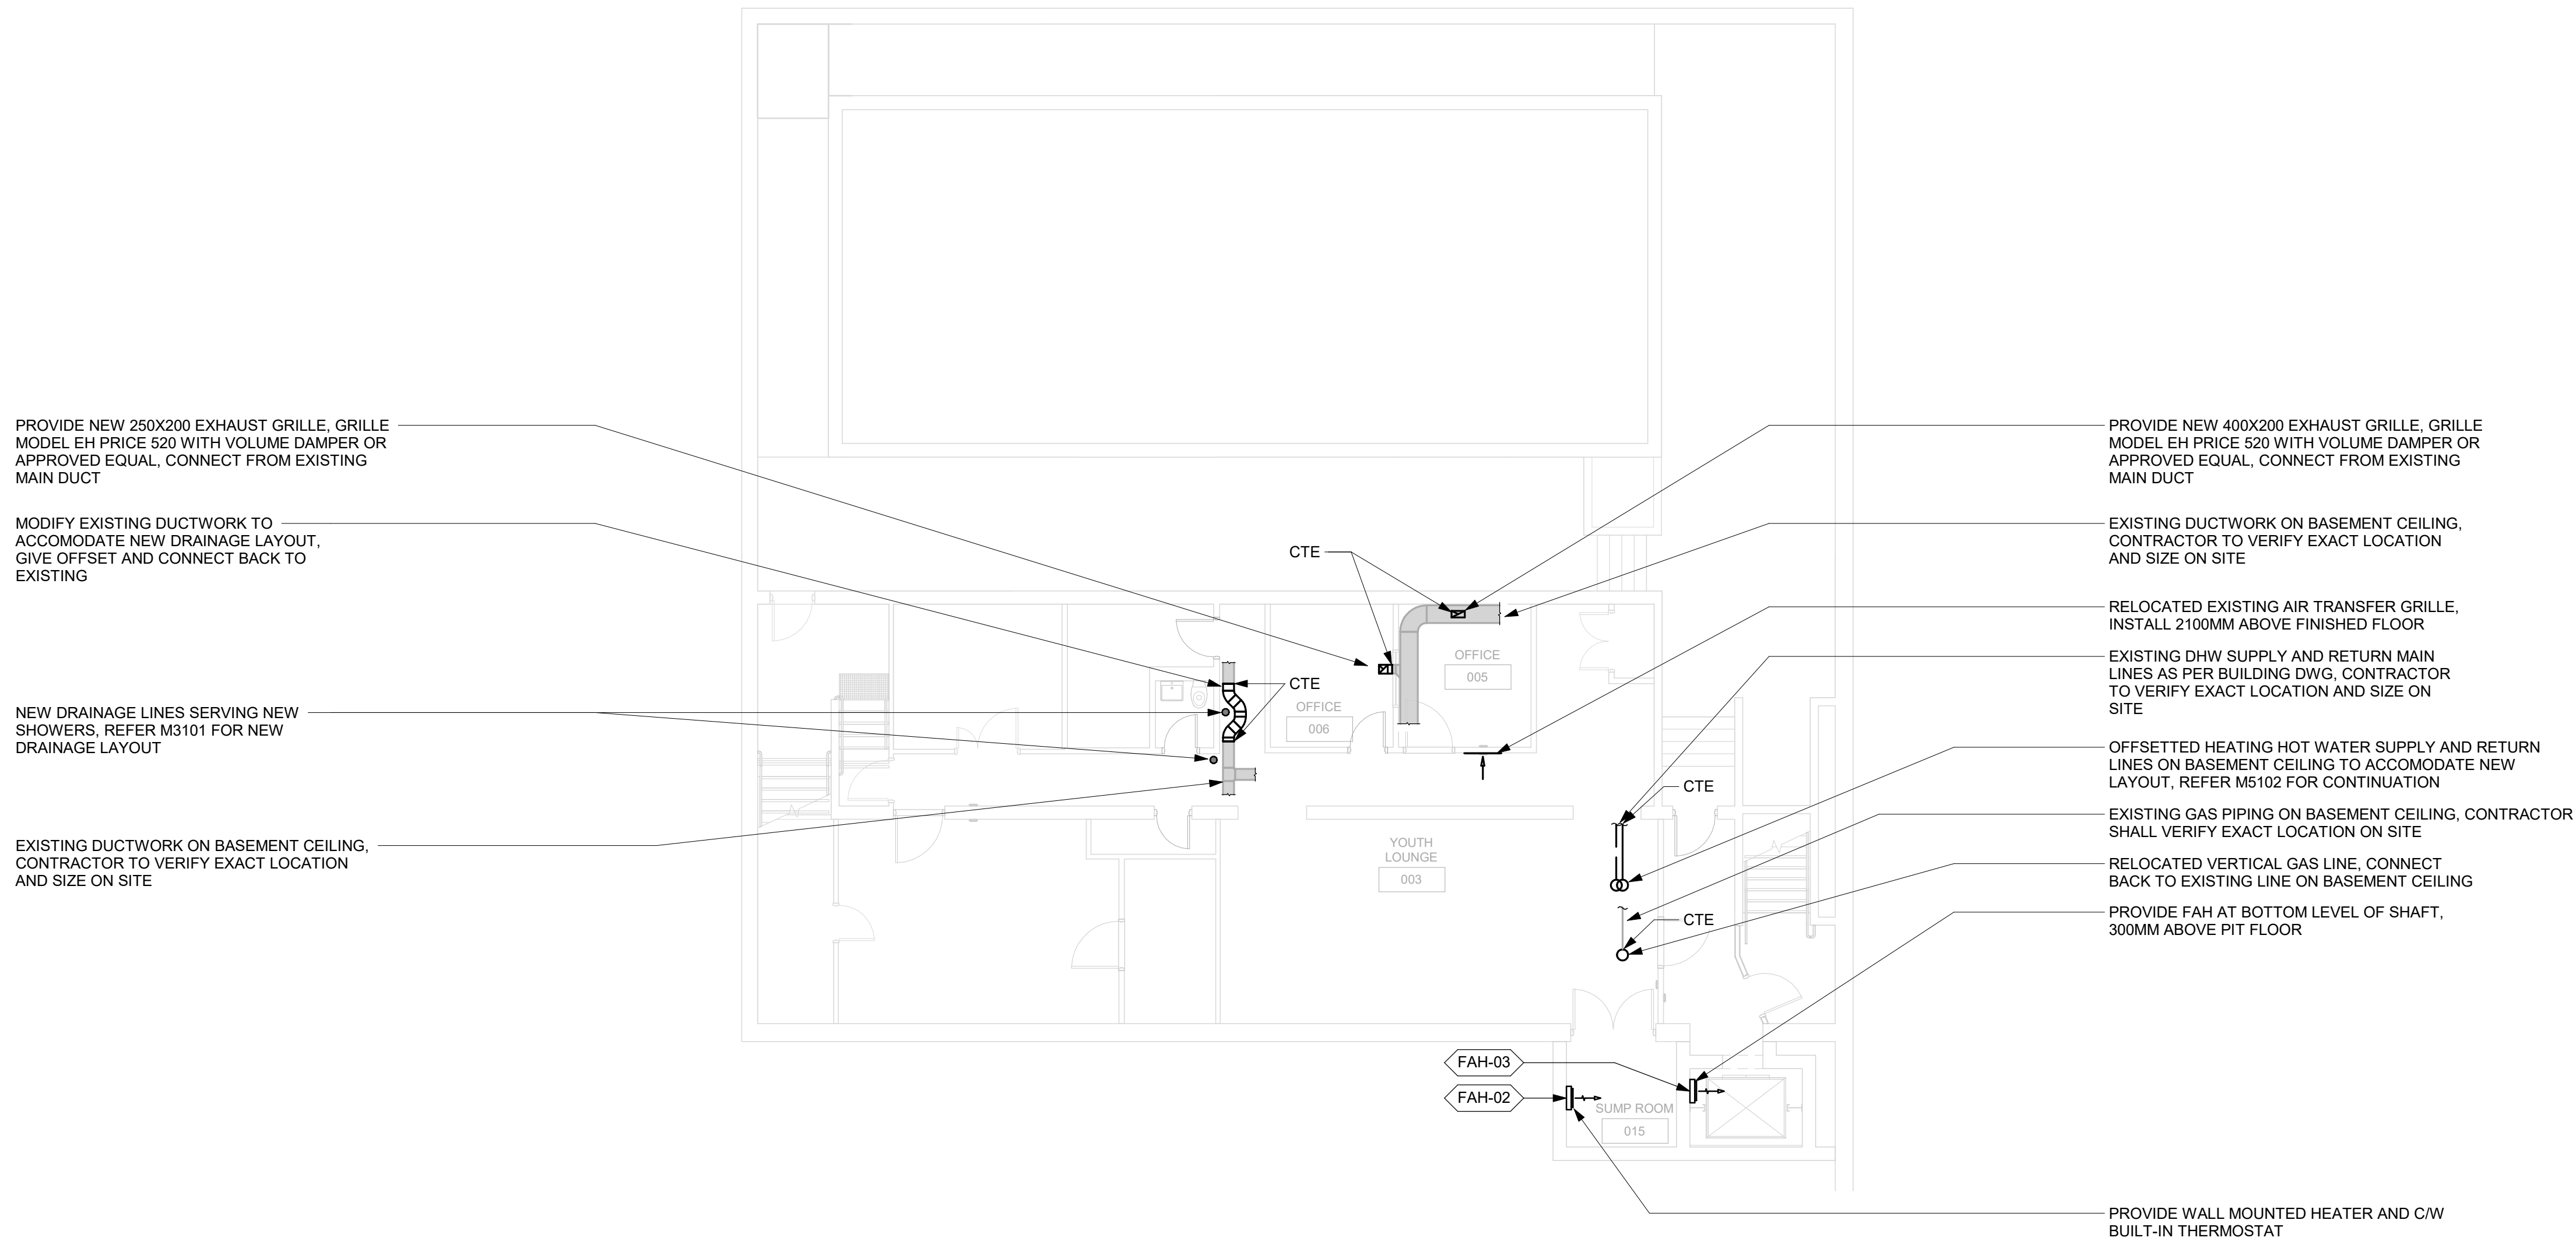 PROVIDE NEW 250X200 EXHAUST GRILLE, GRILLE
MODEL EH PRICE 520 WITH VOLUME DAMPER OR
APPROVED EQUAL, CONNECT FROM EXISTING
MAIN DUCT
MODIFY EXISTING DUCTWORK TO
ACCOMODATE NEW DRAINAGE LAYOUT,
GIVE OFFSET AND CONNECT BACK TO
EXISTING
NEW DRAINAGE LINES SERVING NEW
SHOWERS, REFER M3101 FOR NEW
DRAINAGE LAYOUT
EXISTING DUCTWORK ON BASEMENT CEILING,
CONTRACTOR TO VERIFY EXACT LOCATION
AND SIZE ON SITE
CTE
CTE
OFFICE
005
OFFICE
006
CTE
YOUTH
LOUNGE
003
CTE
FAH-03
FAH-02
SUMP ROOM
015
PROVIDE NEW 400X200 EXHAUST GRILLE, GRILLE
MODEL EH PRICE 520 WITH VOLUME DAMPER OR
APPROVED EQUAL, CONNECT FROM EXISTING
MAIN DUCT
EXISTING DUCTWORK ON BASEMENT CEILING,
CONTRACTOR TO VERIFY EXACT LOCATION
AND SIZE ON SITE
RELOCATED EXISTING AIR TRANSFER GRILLE,
INSTALL 2100MM ABOVE FINISHED FLOOR
EXISTING DHW SUPPLY AND RETURN MAIN
LINES AS PER BUILDING DWG, CONTRACTOR
TO VERIFY EXACT LOCATION AND SIZE ON
SITE
OFFSETTED HEATING HOT WATER SUPPLY AND RETURN
LINES ON BASEMENT CEILING TO ACCOMODATE NEW
LAYOUT, REFER M5102 FOR CONTINUATION
EXISTING GAS PIPING ON BASEMENT CEILING, CONTRACTOR
SHALL VERIFY EXACT LOCATION ON SITE
RELOCATED VERTICAL GAS LINE, CONNECT
BACK TO EXISTING LINE ON BASEMENT CEILING
PROVIDE FAH AT BOTTOM LEVEL OF SHAFT,
300MM ABOVE PIT FLOOR
PROVIDE WALL MOUNTED HEATER AND C/W
BUILT-IN THERMOSTAT